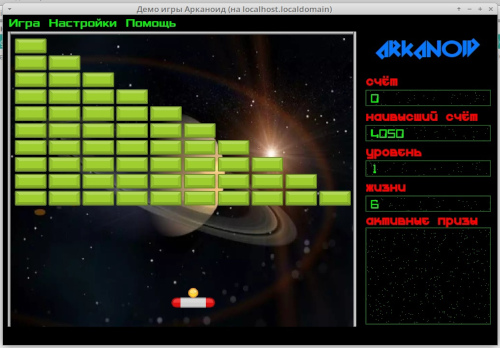 Демо игры Арканоид (на localhost.localdomain)
Игра Настройки Помощь
ARKANOID
счёт
0
наивысший счёт
4050
уровень
1
жизни
6
активные призы